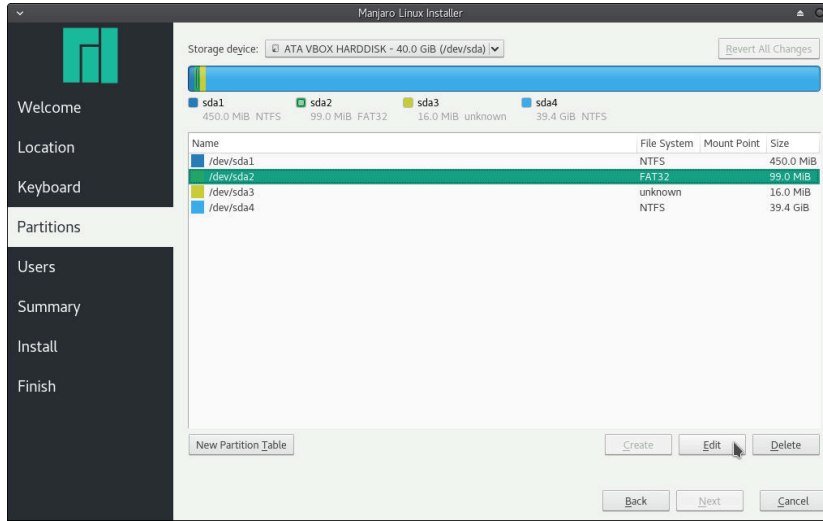 Manjaro Linux Installer
Storage device: ATA VBOX HARDDISK - 40.0 GiB (/dev/sda) Revert All Changes
sda1 sda2 sda3 sda4
450.0 MiB NTFS 99.0 MiB FAT32 16.0 MiB unknown 39.4 GiB NTFS
Welcome
Location
Keyboard
Partitions
Users
Summary
Install
Finish
Name File System Mount Point Size
/dev/sda1 NTFS 450.0 MiB
/dev/sda2 FAT32 99.0 MiB
/dev/sda3 unknown 16.0 MiB
/dev/sda4 NTFS 39.4 GiB
New Partition Table Create Edit Delete
Back Next Cancel